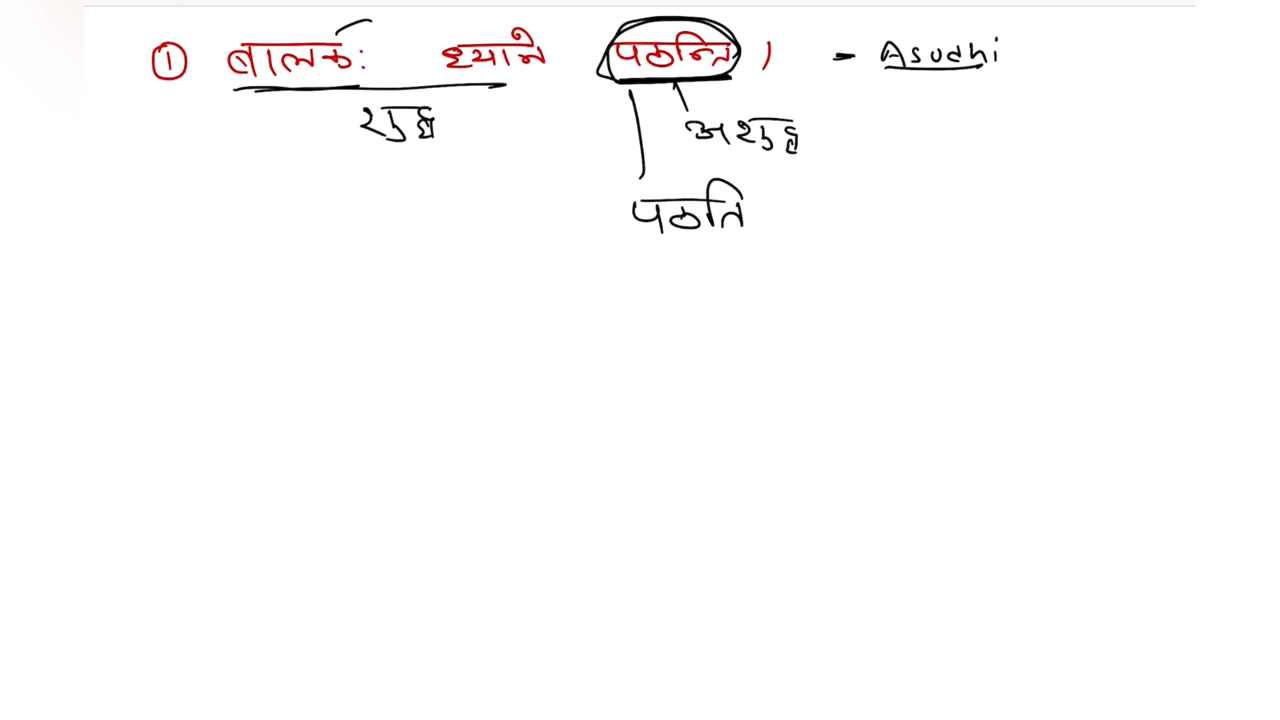 ① बालकः ध्याने पठन्ति । - Asudhi
शुद्ध अशुद्ध
पठति